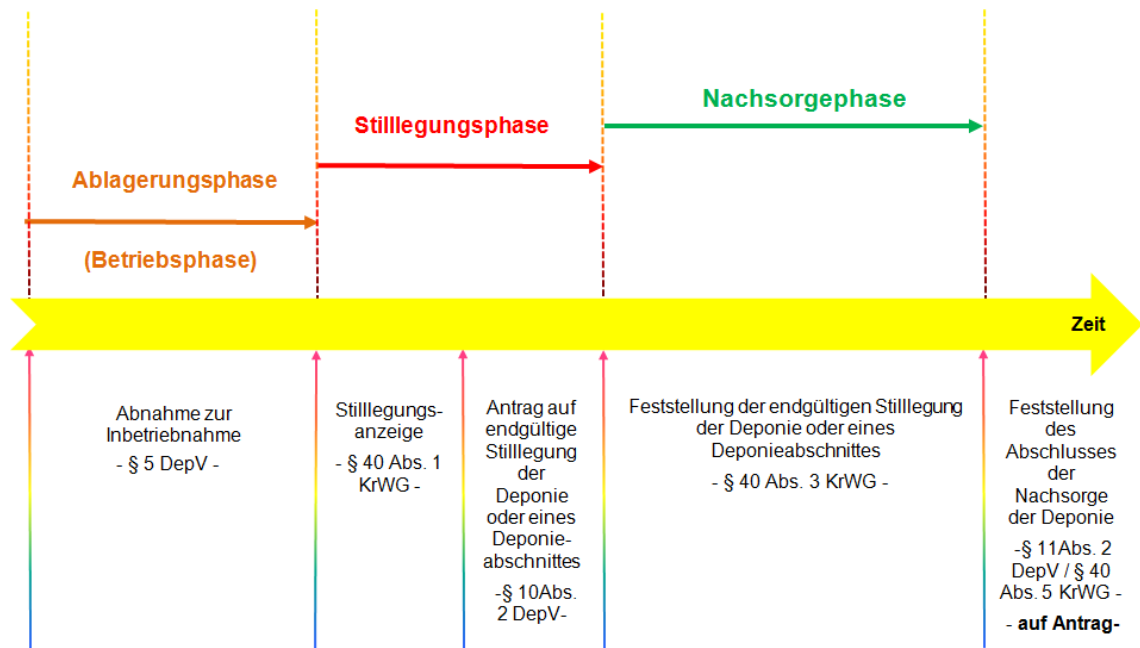 Nachsorgephase
Stilllegungsphase
Ablagerungsphase
(Betriebsphase)
Zeit
Abnahme zur
Inbetriebnahme
- § 5 DepV -
Stilllegungs-
anzeige
- § 40 Abs. 1
KrWG -
Antrag auf
endgültige
Stilllegung
der
Deponie
oder eines
Deponie-
abschnittes
-§ 10Abs.
2 DepV-
Feststellung der endgültigen Stilllegung
der Deponie oder eines
Deponieabschnittes
- § 40 Abs. 3 KrWG -
Feststellung
des
Abschlusses
der
Nachsorge
der Deponie
-§ 11Abs. 2
DepV / § 40
Abs. 5 KrWG -
- auf Antrag-